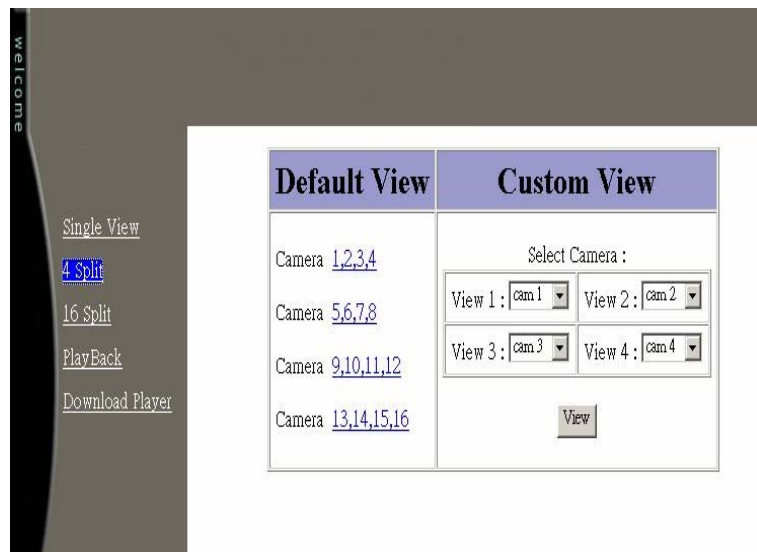 welcome
Single View
4 Split
16 Split
PlayBack
Download Player
Default View
Custom View
Camera 1,2,3,4
Camera 5,6,7,8
Camera 9,10,11,12
Camera 13,14,15,16
Select Camera :
View 1 : cam 1 View 2 : cam 2
View 3 : cam 3 View 4 : cam 4
View